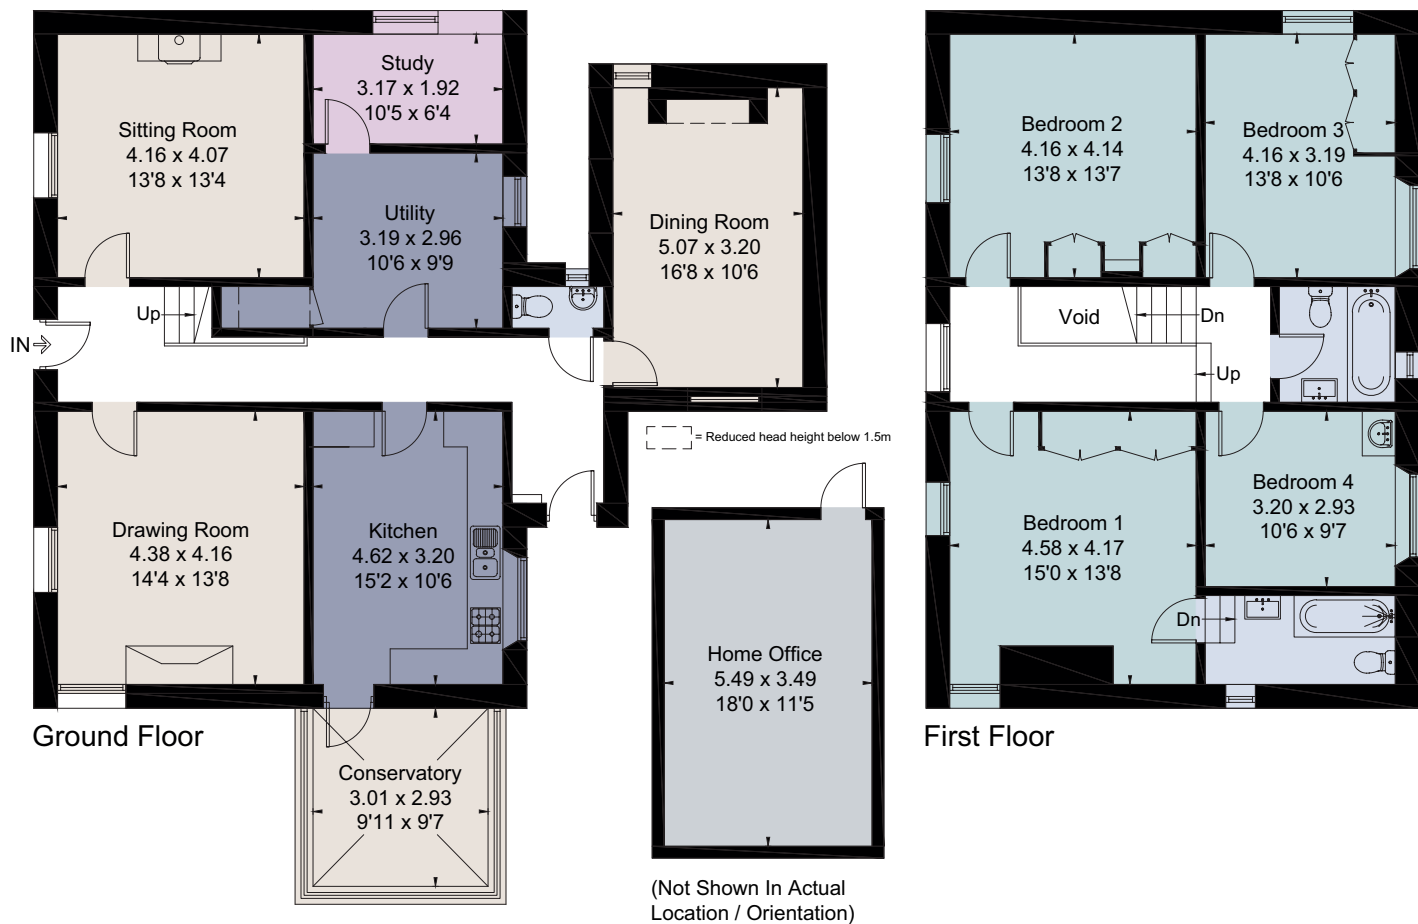 Study
3.17 x 1.92
10'5 x 6'4
Sitting Room
4.16 x 4.07
13'8 x 13'4
Utility
3.19 x 2.96
10'6 x 9'9
Dining Room
5.07 x 3.20
16'8 x 10'6
Up
IN
= Reduced head height below 1.5m
Drawing Room
4.38 x 4.16
14'4 x 13'8
Kitchen
4.62 x 3.20
15'2 x 10'6
Home Office
5.49 x 3.49
18'0 x 11'5
Ground Floor
Conservatory
3.01 x 2.93
9'11 x 9'7
(Not Shown In Actual
Location / Orientation)
Bedroom 2
4.16 x 4.14
13'8 x 13'7
Bedroom 3
4.16 x 3.19
13'8 x 10'6
Void
Dn
Up
Bedroom 1
4.58 x 4.17
15'0 x 13'8
Bedroom 4
3.20 x 2.93
10'6 x 9'7
Dn
First Floor